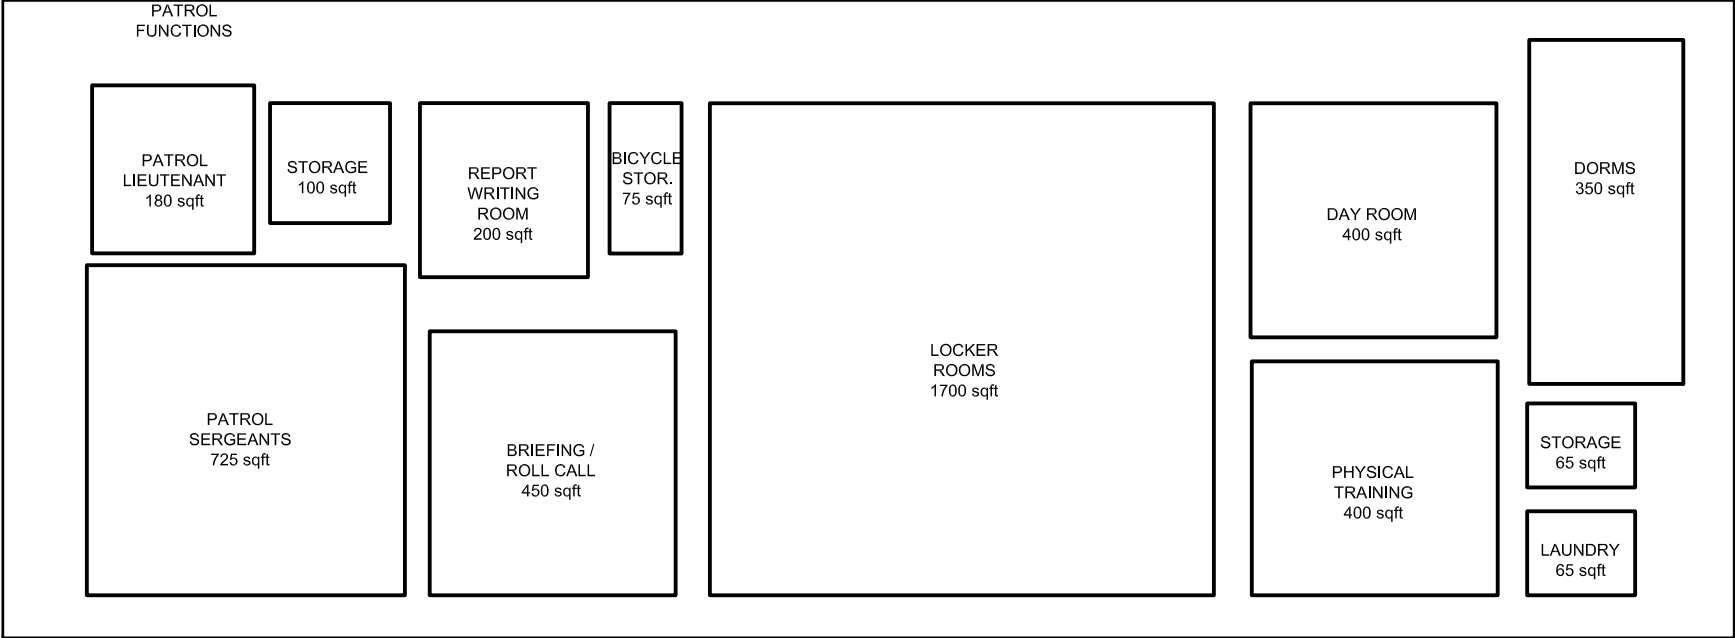 PATROL
FUNCTIONS
PATROL
LIEUTENANT
180 sqft
STORAGE
100 sqft
REPORT
WRITING
ROOM
200 sqft
BICYCLE
STOR.
75 sqft
PATROL
SERGEANTS
725 sqft
BRIEFING /
ROLL CALL
450 sqft
LOCKER
ROOMS
1700 sqft
DAY ROOM
400 sqft
PHYSICAL
TRAINING
400 sqft
DORMS
350 sqft
STORAGE
65 sqft
LAUNDRY
65 sqft